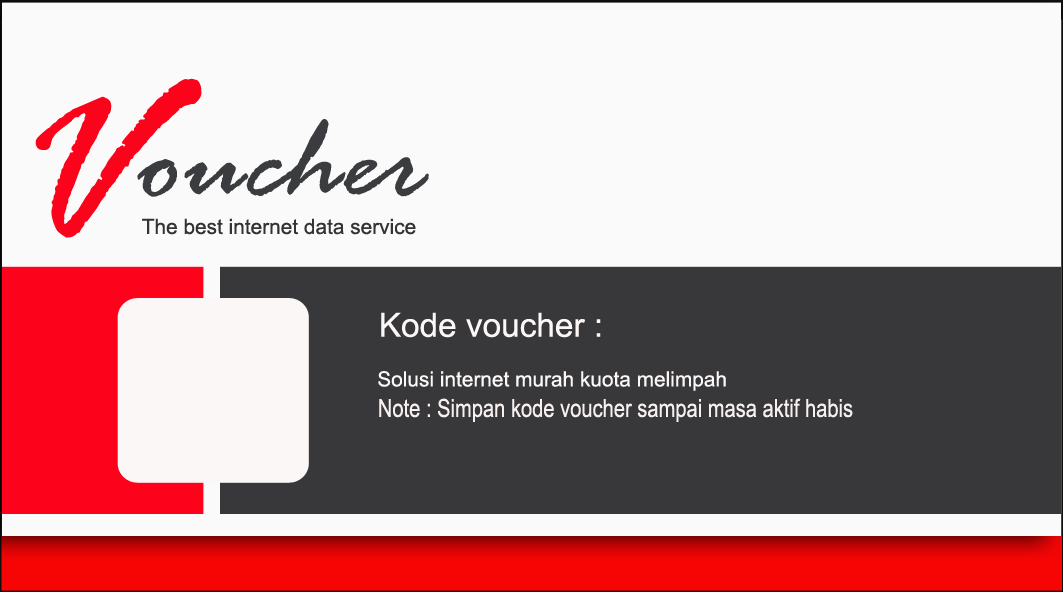 Voucher
The best internet data service
Kode voucher :
Solusi internet murah kuota melimpah
Note : Simpan kode voucher sampai masa aktif habis